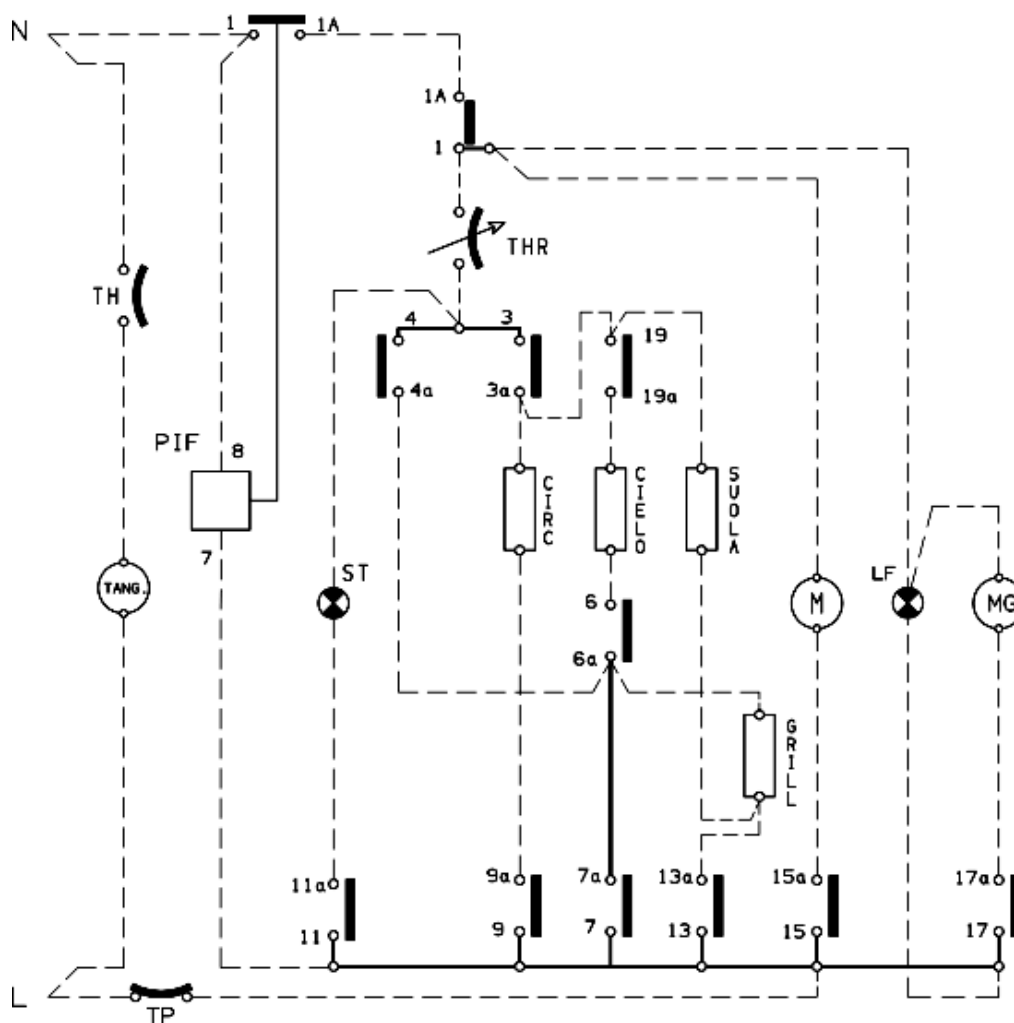 N
1
1A
1A
1
THR
TH
4
3
19
4a
3a
19a
PIF
8
CIRC
CIELO
SUOLA
7
ST
LF
TANG.
M
MG
6
6a
GRILL
11a
9a
7a
13a
15a
17a
11
9
7
13
15
17
L
TP